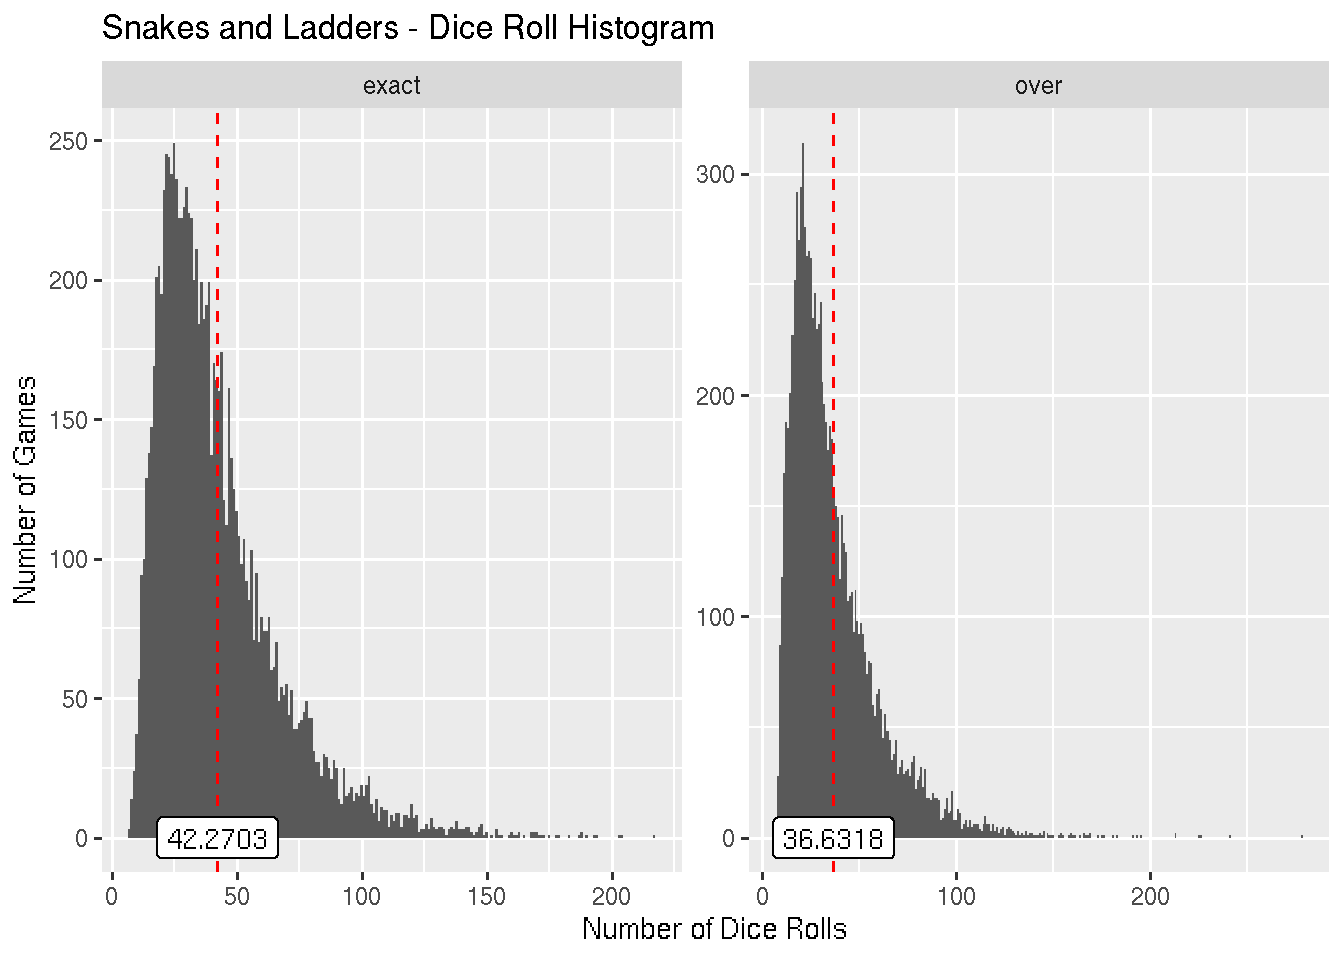 Snakes and Ladders - Dice Roll Histogram
exact
over
Number of Games
250
200
150
100
50
0
300
200
100
0
42.2703
36.6318
0 50 100 150 200
0 100 200
Number of Dice Rolls